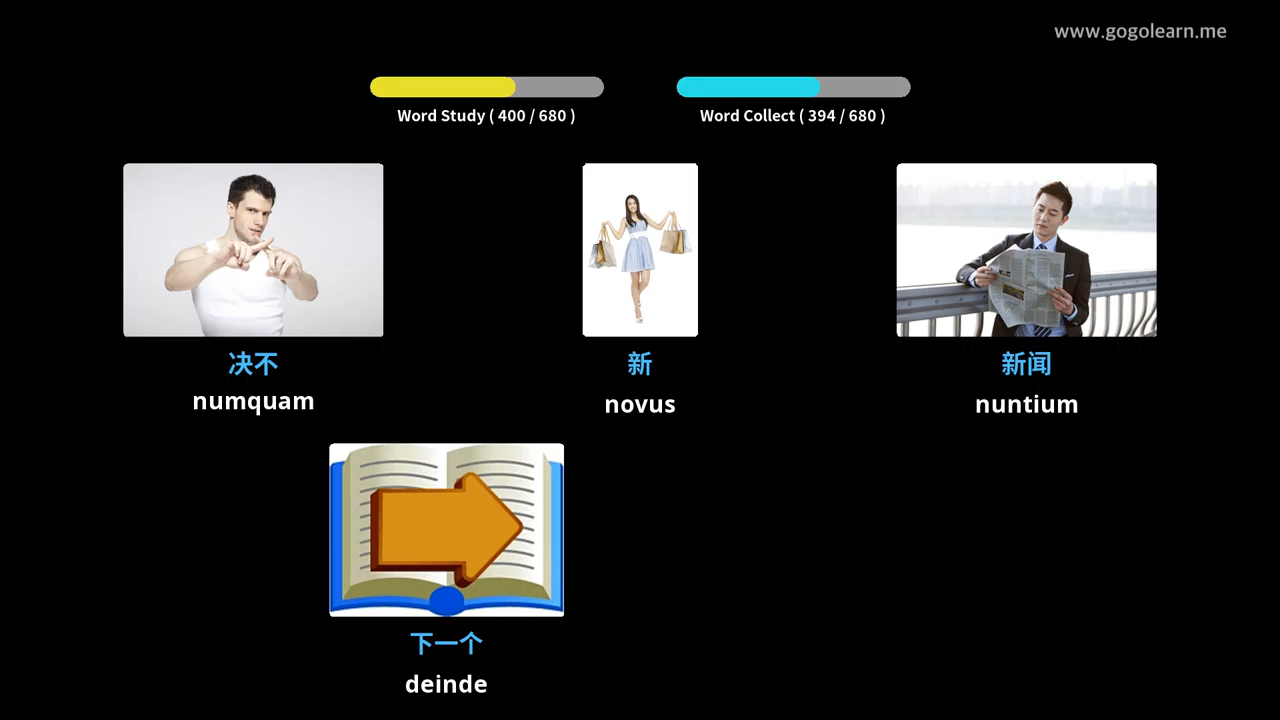 www.gogolearn.me
Word Study ( 400 / 680 )
Word Collect ( 394 / 680 )
决不
numquam
新
novus
新闻
nuntium
下一个
deinde